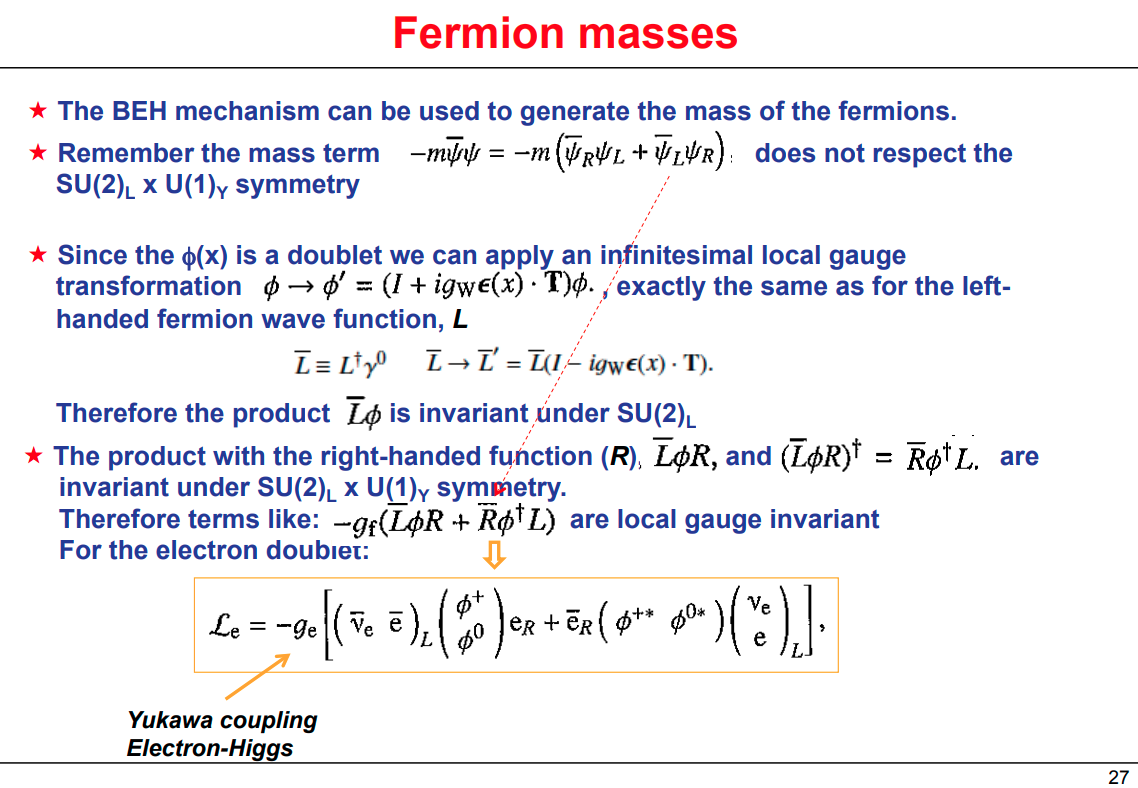 Fermion masses
★ The BEH mechanism can be used to generate the mass of the fermions.
★ Remember the mass term −mψ̅ψ = −m(ψ̅_Rψ_L + ψ̅_Lψ_R), does not respect the
SU(2)_L x U(1)_Y symmetry
★ Since the ϕ(x) is a doublet we can apply an infinitesimal local gauge
transformation ϕ → ϕ′ = (I + ig_W ϵ(x) · T)ϕ. , exactly the same as for the left-
handed fermion wave function, L
L̅ ≡ L†γ⁰ L̅ → L̅′ = L̅(I − ig_W ϵ(x) · T).
Therefore the product L̅ϕ is invariant under SU(2)_L
★ The product with the right-handed function (R), L̅ϕR, and (L̅ϕR)† = R̅ϕ†L. are
invariant under SU(2)_L x U(1)_Y symmetry.
Therefore terms like: −g_f(L̅ϕR + R̅ϕ†L) are local gauge invariant
For the electron doublet:
ℒ_e = −g_e [ ( ν̅_e e̅ )_L ( ϕ⁺ ϕ⁰ ) e_R + e̅_R ( ϕ⁺* ϕ⁰* ) ( ν_e e )_L ],
Yukawa coupling
Electron-Higgs
27